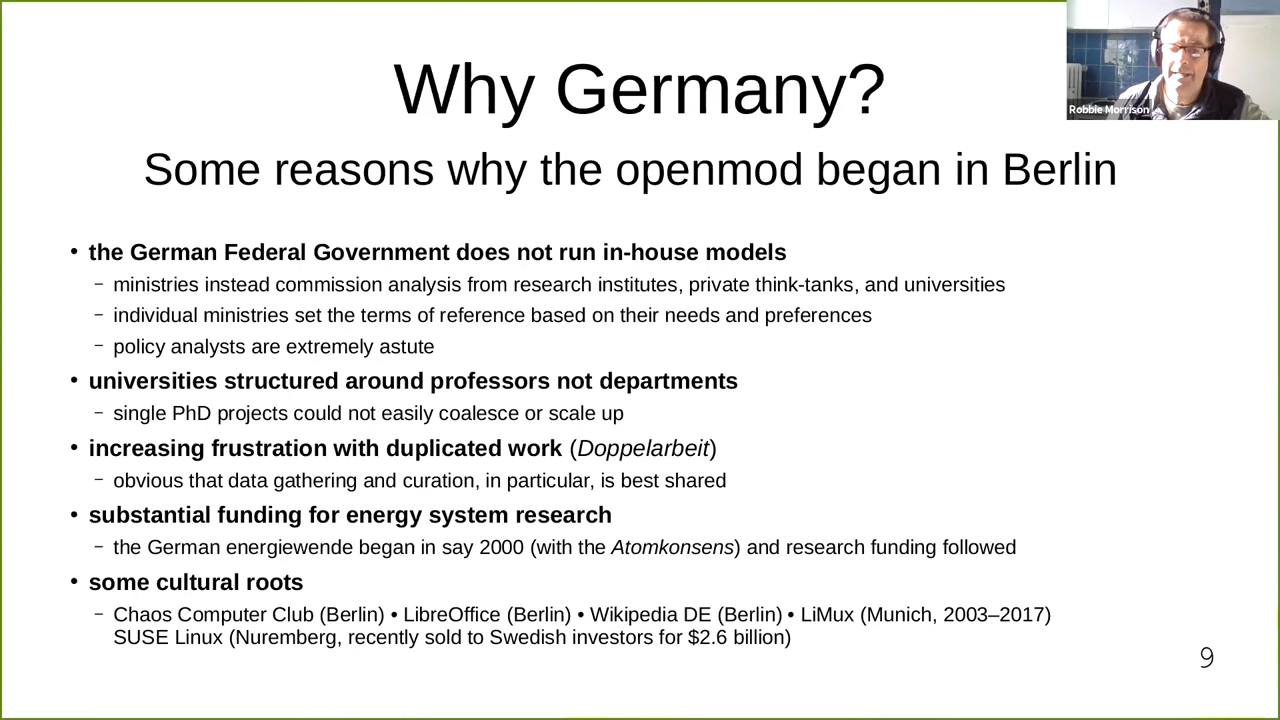 Why Germany?
Robbie Morrison
Some reasons why the openmod began in Berlin
• the German Federal Government does not run in-house models
– ministries instead commission analysis from research institutes, private think-tanks, and universities
– individual ministries set the terms of reference based on their needs and preferences
– policy analysts are extremely astute
• universities structured around professors not departments
– single PhD projects could not easily coalesce or scale up
• increasing frustration with duplicated work (Doppelarbeit)
– obvious that data gathering and curation, in particular, is best shared
• substantial funding for energy system research
– the German energiewende began in say 2000 (with the Atomkonsens) and research funding followed
• some cultural roots
– Chaos Computer Club (Berlin) • LibreOffice (Berlin) • Wikipedia DE (Berlin) • LiMux (Munich, 2003–2017)
SUSE Linux (Nuremberg, recently sold to Swedish investors for $2.6 billion)
9